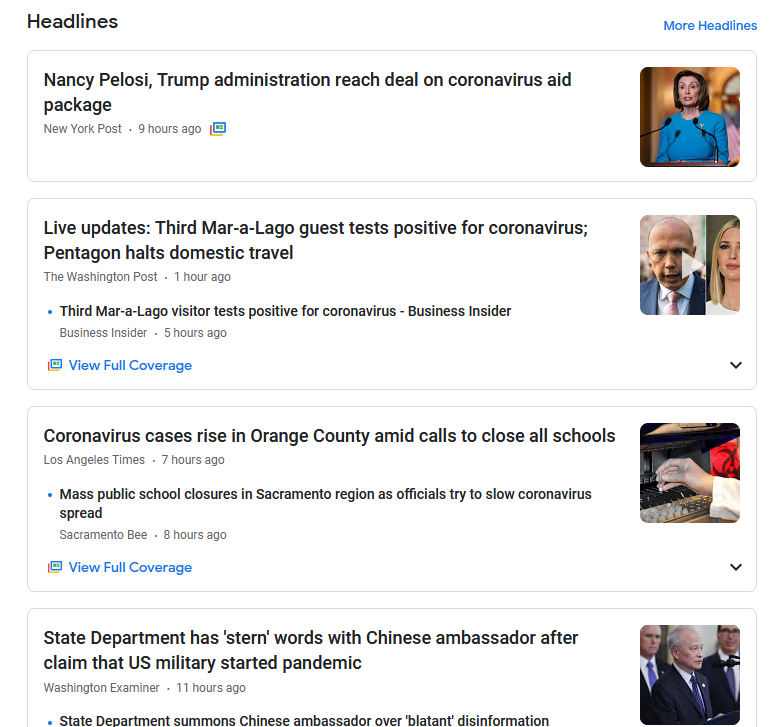 Headlines
More Headlines
Nancy Pelosi, Trump administration reach deal on coronavirus aid
package
New York Post · 9 hours ago
Live updates: Third Mar-a-Lago guest tests positive for coronavirus;
Pentagon halts domestic travel
The Washington Post · 1 hour ago
• Third Mar-a-Lago visitor tests positive for coronavirus - Business Insider
Business Insider · 5 hours ago
View Full Coverage
Coronavirus cases rise in Orange County amid calls to close all schools
Los Angeles Times · 7 hours ago
• Mass public school closures in Sacramento region as officials try to slow coronavirus
spread
Sacramento Bee · 8 hours ago
View Full Coverage
State Department has 'stern' words with Chinese ambassador after
claim that US military started pandemic
Washington Examiner · 11 hours ago
• State Department summons Chinese ambassador over 'blatant' disinformation